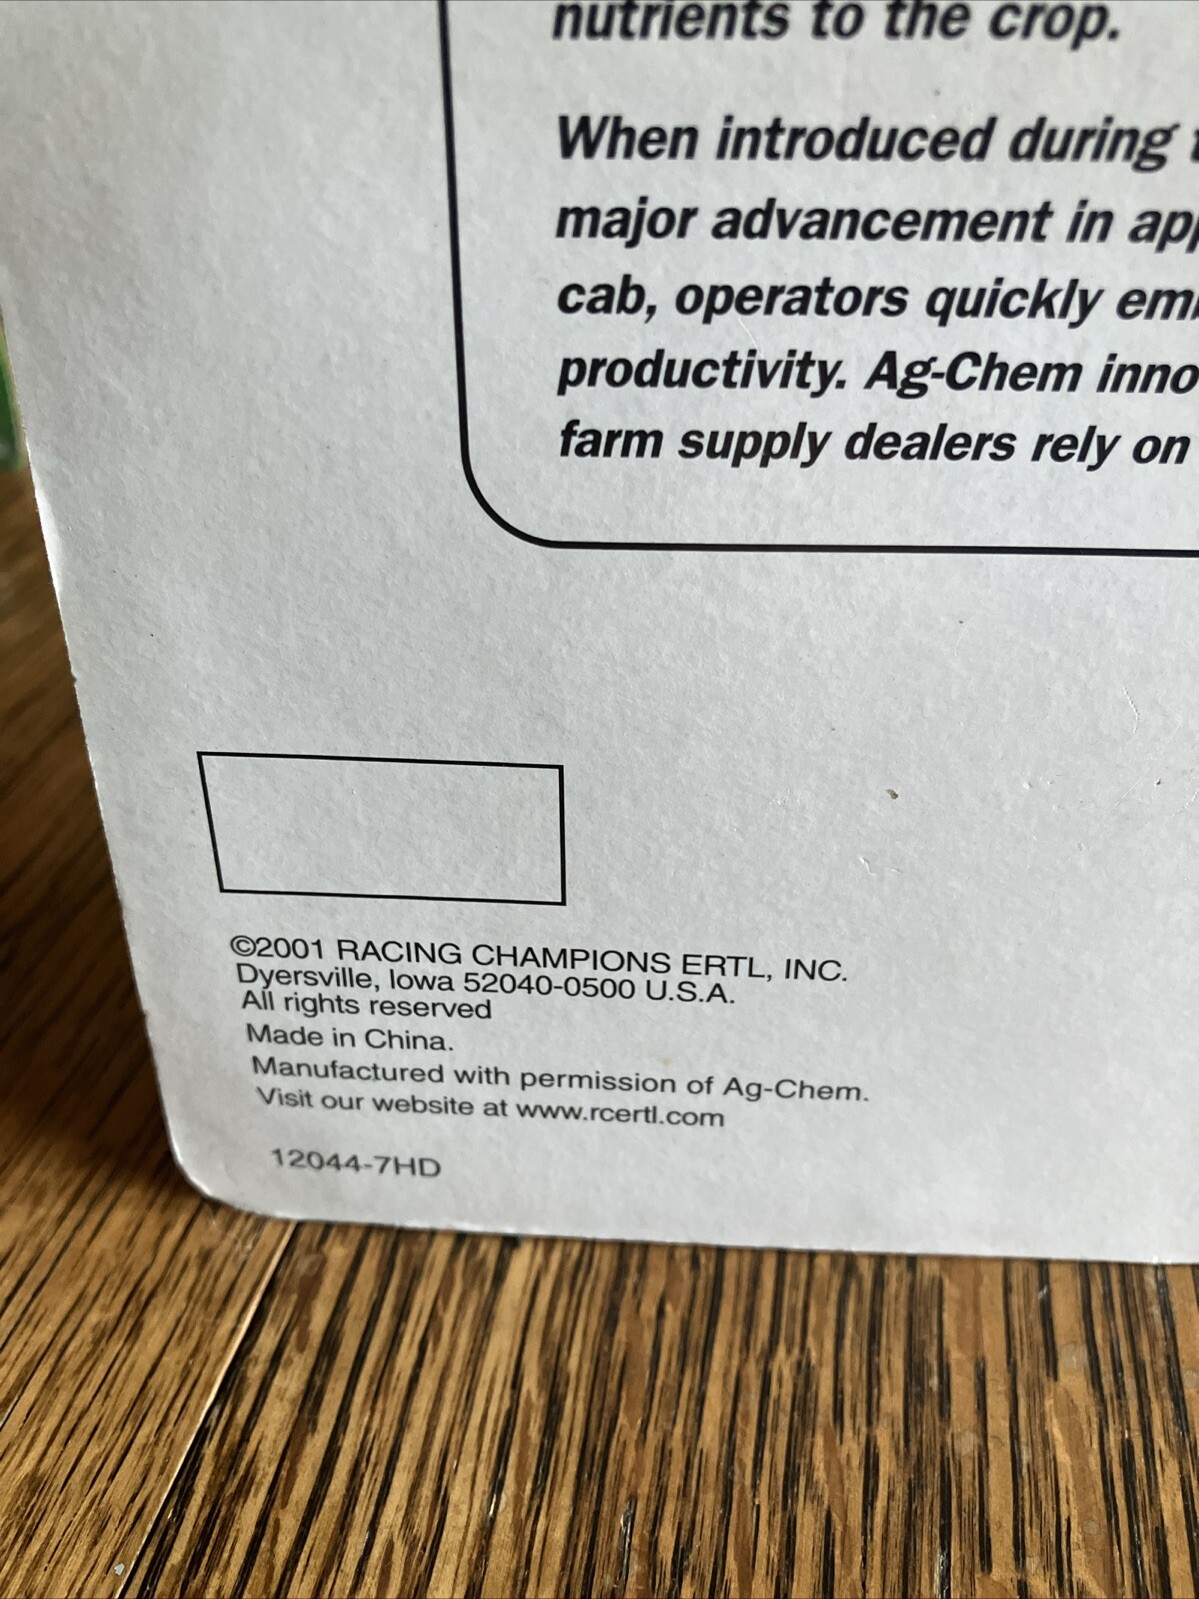 nutrients to the crop.
When introduced during
major advancement in app
cab, operators quickly em
productivity. Ag-Chem inno
farm supply dealers rely on
©2001 RACING CHAMPIONS ERTL, INC.
Dyersville, Iowa 52040-0500 U.S.A.
All rights reserved
Made in China.
Manufactured with permission of Ag-Chem.
Visit our website at www.rcertl.com
12044-7HD